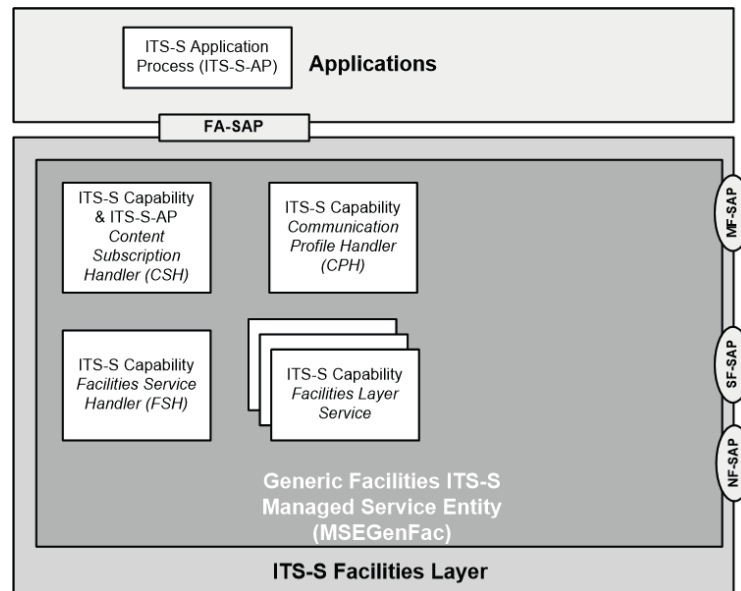 ITS-S Application
Process (ITS-S-AP)
Applications
FA-SAP
ITS-S Capability
& ITS-S-AP
Content
Subscription
Handler (CSH)
ITS-S Capability
Communication
Profile Handler
(CPH)
MF-SAP
ITS-S Capability
Facilities Service
Handler (FSH)
ITS-S Capability
Facilities Layer
Service
SF-SAP
NF-SAP
Generic Facilities ITS-S
Managed Service Entity
(MSEGenFac)
ITS-S Facilities Layer